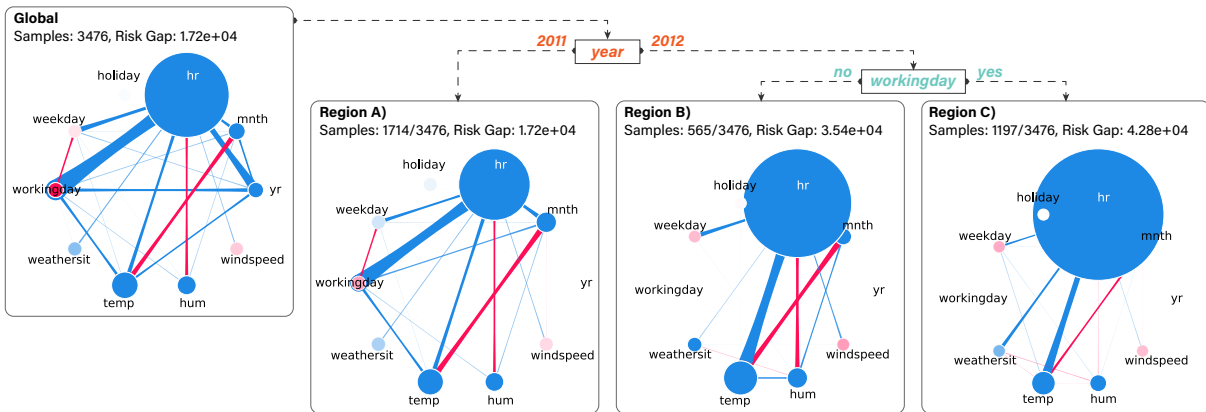 Global
Samples: 3476, Risk Gap: 1.72e+04
holiday
hr
weekday
mnth
workingday
yr
weathersit
windspeed
temp
hum
2011
year
2012
no
workingday
yes
Region A)
Samples: 1714/3476, Risk Gap: 1.72e+04
holiday
hr
weekday
mnth
workingday
yr
weathersit
windspeed
temp
hum
Region B)
Samples: 565/3476, Risk Gap: 3.54e+04
holiday
hr
weekday
mnth
workingday
yr
weathersit
windspeed
temp
hum
Region C)
Samples: 1197/3476, Risk Gap: 4.28e+04
holiday
hr
weekday
mnth
workingday
yr
weathersit
windspeed
temp
hum